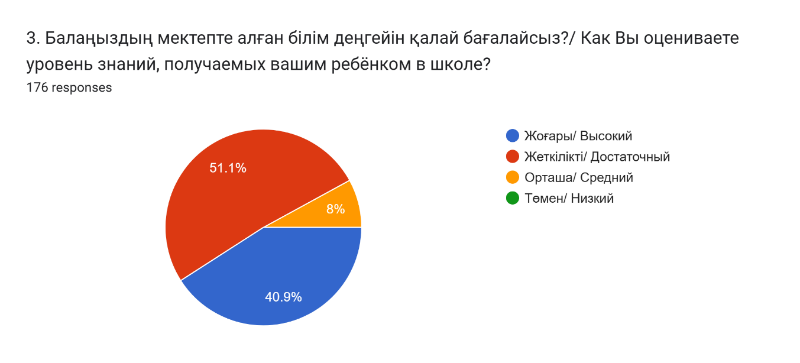 3. Балаңыздың мектепте алған білім деңгейін қалай бағалайсыз?/ Как Вы оцениваете
уровень знаний, получаемых вашим ребёнком в школе?
176 responses
51.1%
8%
40.9%
Жоғары/ Высокий
Жеткілікті/ Достаточный
Орташа/ Средний
Төмен/ Низкий